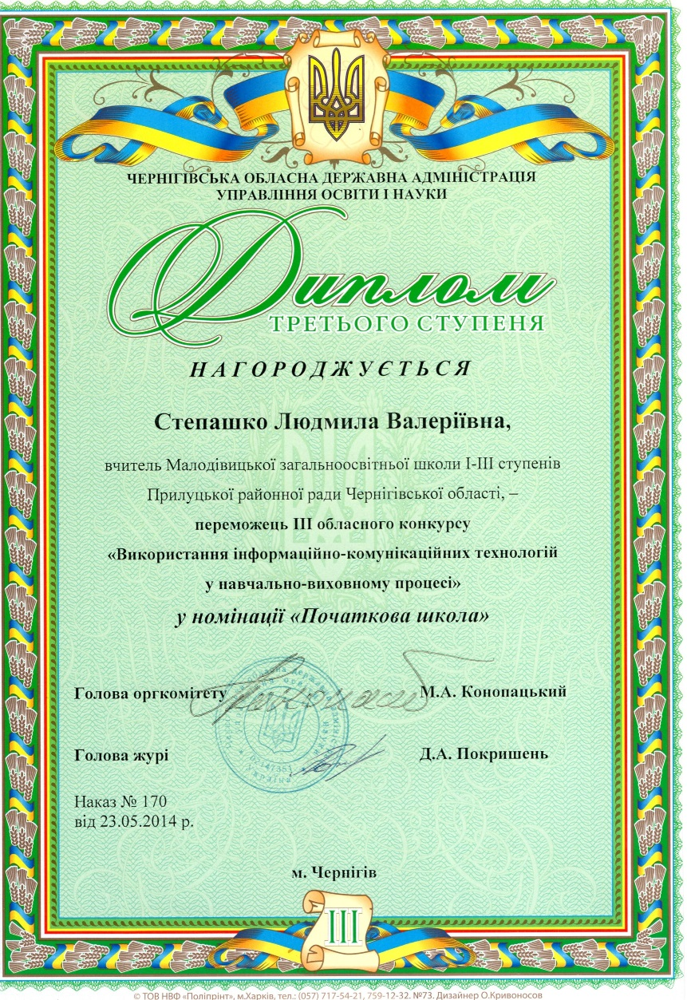 ЧЕРНІГІВСЬКА ОБЛАСНА ДЕРЖАВНА АДМІНІСТРАЦІЯ
УПРАВЛІННЯ ОСВІТИ І НАУКИ
Диплом
ТРЕТЬОГО СТУПЕНЯ
НАГОРОДЖУЄТЬСЯ
Степашко Людмила Валеріївна,
вчитель Малодівицької загальноосвітньої школи І-ІІІ ступенів
Прилуцької районної ради Чернігівської області, –
переможець ІІІ обласного конкурсу
«Використання інформаційно-комунікаційних технологій
у навчально-виховному процесі»
у номінації «Початкова школа»
Голова оргкомітету М.А. Конопацький
Голова журі Д.А. Покришень
Україна
Наказ № 170
від 23.05.2014 р.
м. Чернігів
III
© ТОВ НВФ «Поліпрінт», м.Харків, тел.: (057) 717-54-21, 759-12-32. №73. Дизайнер О.Кривоносов